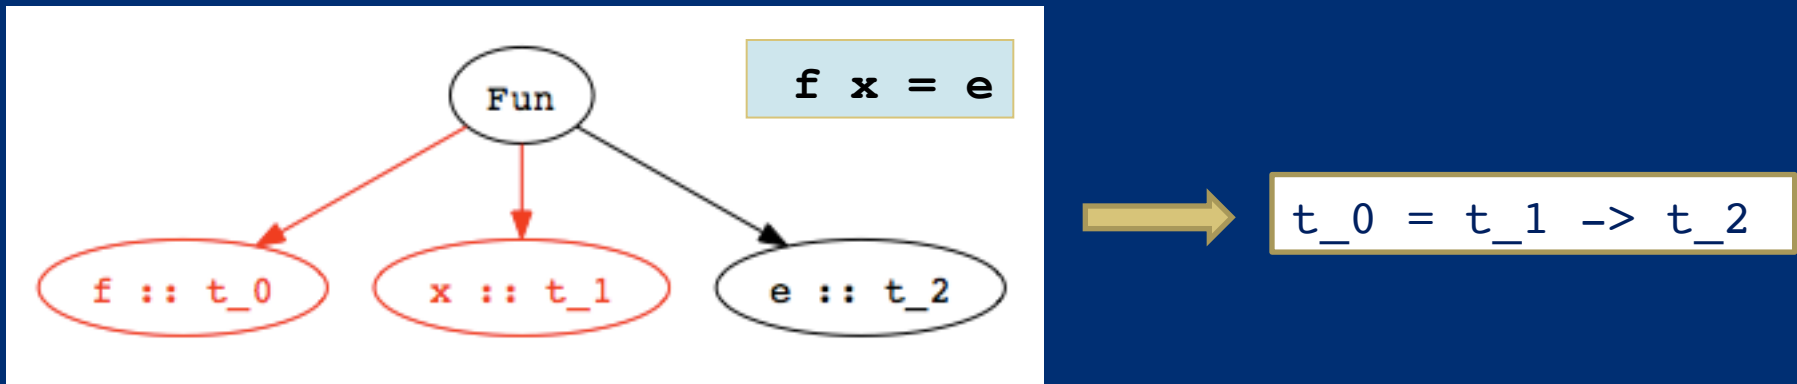 Fun
f x = e
f :: t_0
x :: t_1
e :: t_2
t_0 = t_1 -> t_2